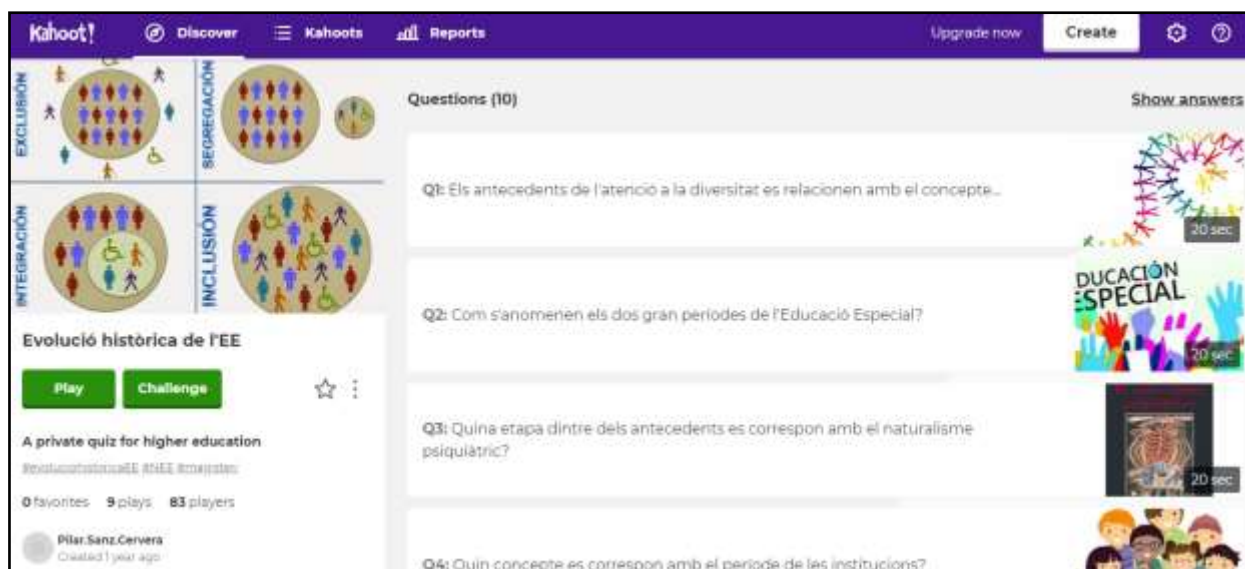 Kahoot!
Discover
Kahoots
Reports
Upgrade now
Create
EXCLUSIÓN
SEGREGACIÓN
INTEGRACIÓN
INCLUSIÓN
Evolució històrica de l'EE
Play
Challenge
A private quiz for higher education
#evoluciohistoricaEE #NEE
0 favorites 9 plays 83 players
Pilar.Sanz.Cervera
Created 1 year ago
Questions (10)
Show answers
Q1: Els antecedents de l'atenció a la diversitat es relacionen amb el concepte...
20 sec
Q2: Com s'anomenen els dos gran períodes de l'Educació Especial?
DUCACIÓN
ESPECIAL
20 sec
Q3: Quina etapa dintre dels antecedents es correspon amb el naturalisme
psiquiàtric?
20 sec
Q4: Quin concepte es correspon amb el període de les institucions?